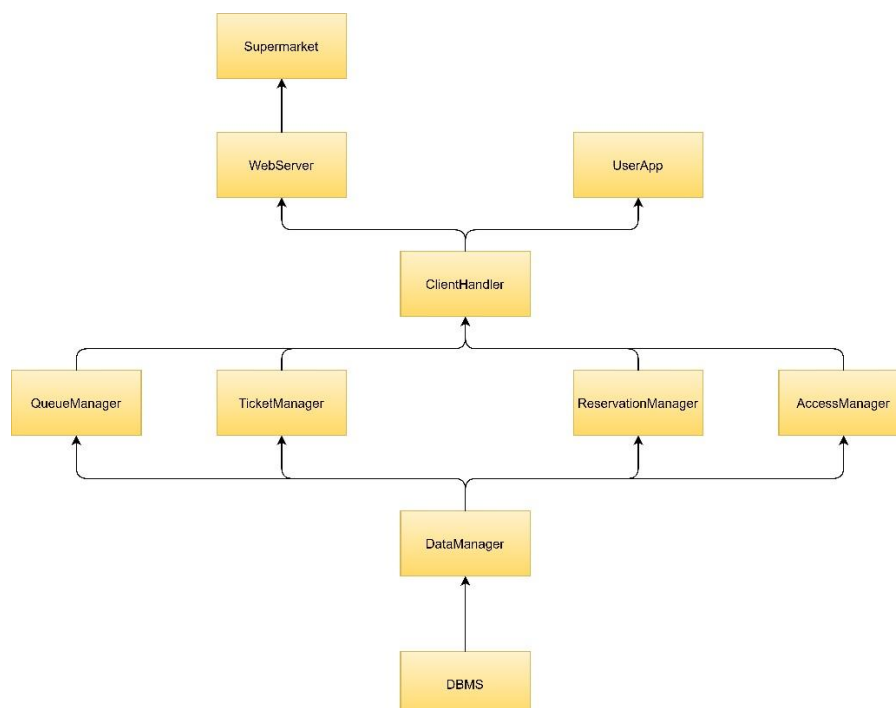 Supermarket
WebServer
UserApp
ClientHandler
QueueManager
TicketManager
ReservationManager
AccessManager
DataManager
DBMS